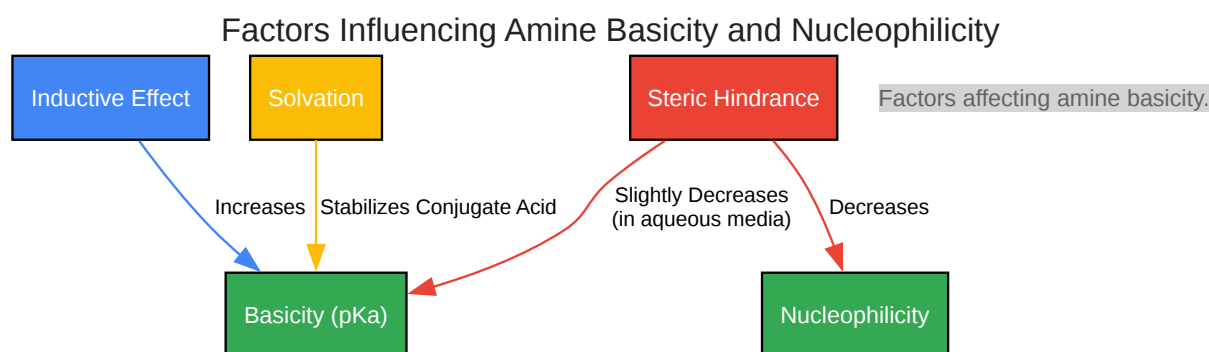 Factors Influencing Amine Basicity and Nucleophilicity
Inductive Effect
Solvation
Steric Hindrance
Factors affecting amine basicity.
Increases
Stabilizes Conjugate Acid
Slightly Decreases
(in aqueous media)
Decreases
Basicity (pKa)
Nucleophilicity